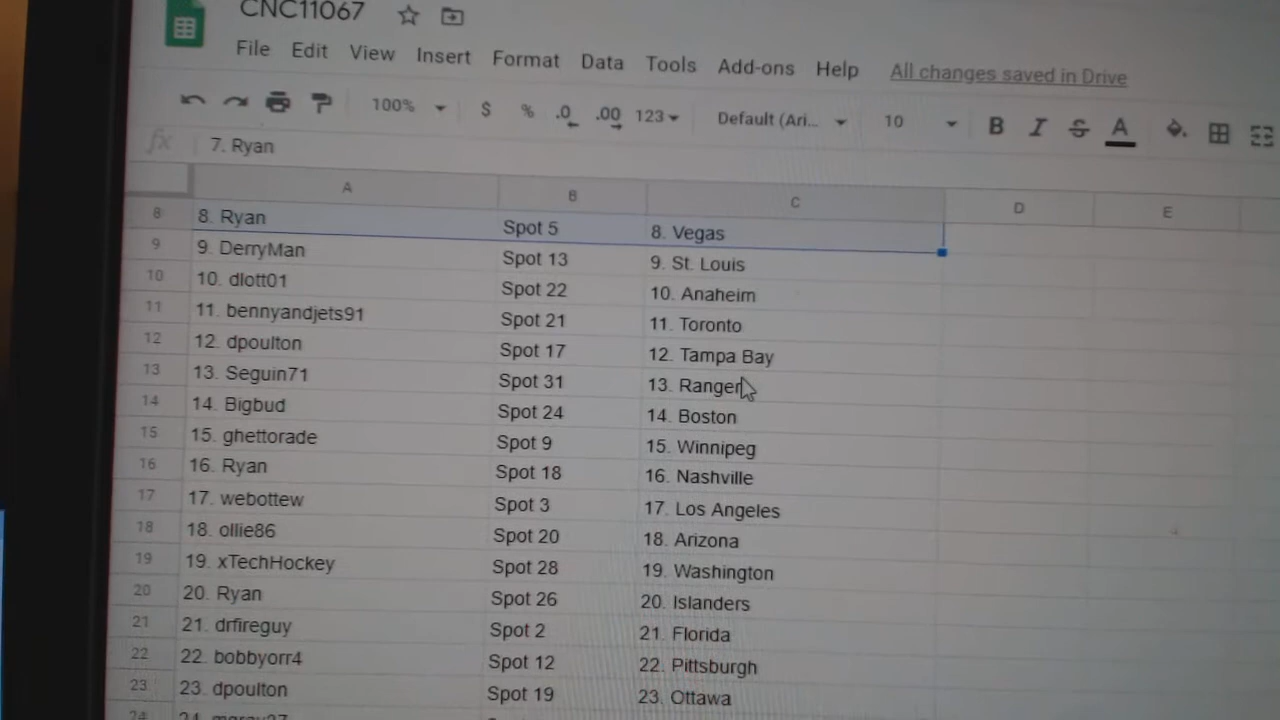 CNC11067
File Edit View Insert Format Data Tools Add-ons Help All changes saved in Drive
100% $ % .0 .00 123 Default (Ari... 10 B I S A
fx 7. Ryan
A B C D E
8 8. Ryan Spot 5 8. Vegas
9 9. DerryMan Spot 13 9. St. Louis
10 10. dlott01 Spot 22 10. Anaheim
11 11. bennyandjets91 Spot 21 11. Toronto
12 12. dpoulton Spot 17 12. Tampa Bay
13 13. Seguin71 Spot 31 13. Ranger
14 14. Bigbud Spot 24 14. Boston
15 15. ghettorade Spot 9 15. Winnipeg
16 16. Ryan Spot 18 16. Nashville
17 17. webottew Spot 3 17. Los Angeles
18 18. ollie86 Spot 20 18. Arizona
19 19. xTechHockey Spot 28 19. Washington
20 20. Ryan Spot 26 20. Islanders
21 21. drfireguy Spot 2 21. Florida
22 22. bobbyorr4 Spot 12 22. Pittsburgh
23 23. dpoulton Spot 19 23. Ottawa